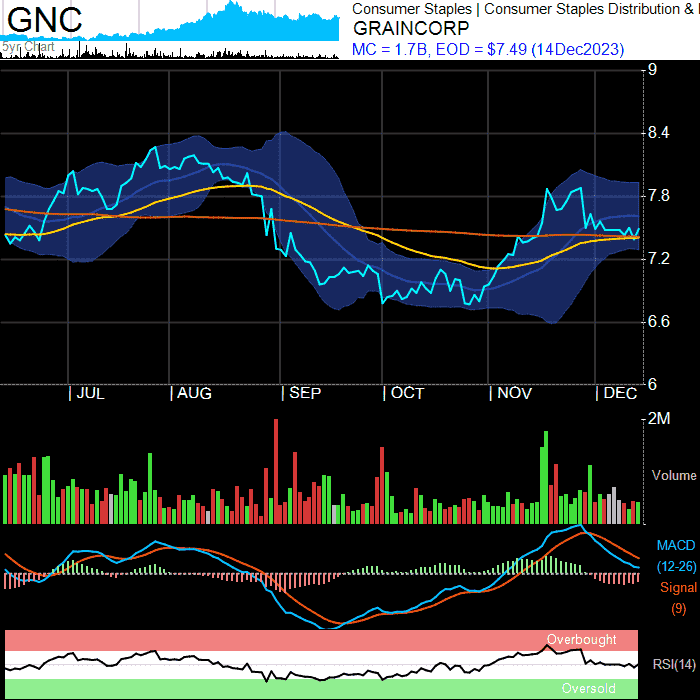 GNC
5yr Chart
Consumer Staples | Consumer Staples Distribution &
GRAINCORP
MC = 1.7B, EOD = $7.49 (14Dec2023)
9
8.4
7.8
7.2
6.6
6
JUL
AUG
SEP
OCT
NOV
DEC
2M
Volume
MACD
(12-26)
Signal
(9)
Overbought
RSI(14)
Oversold